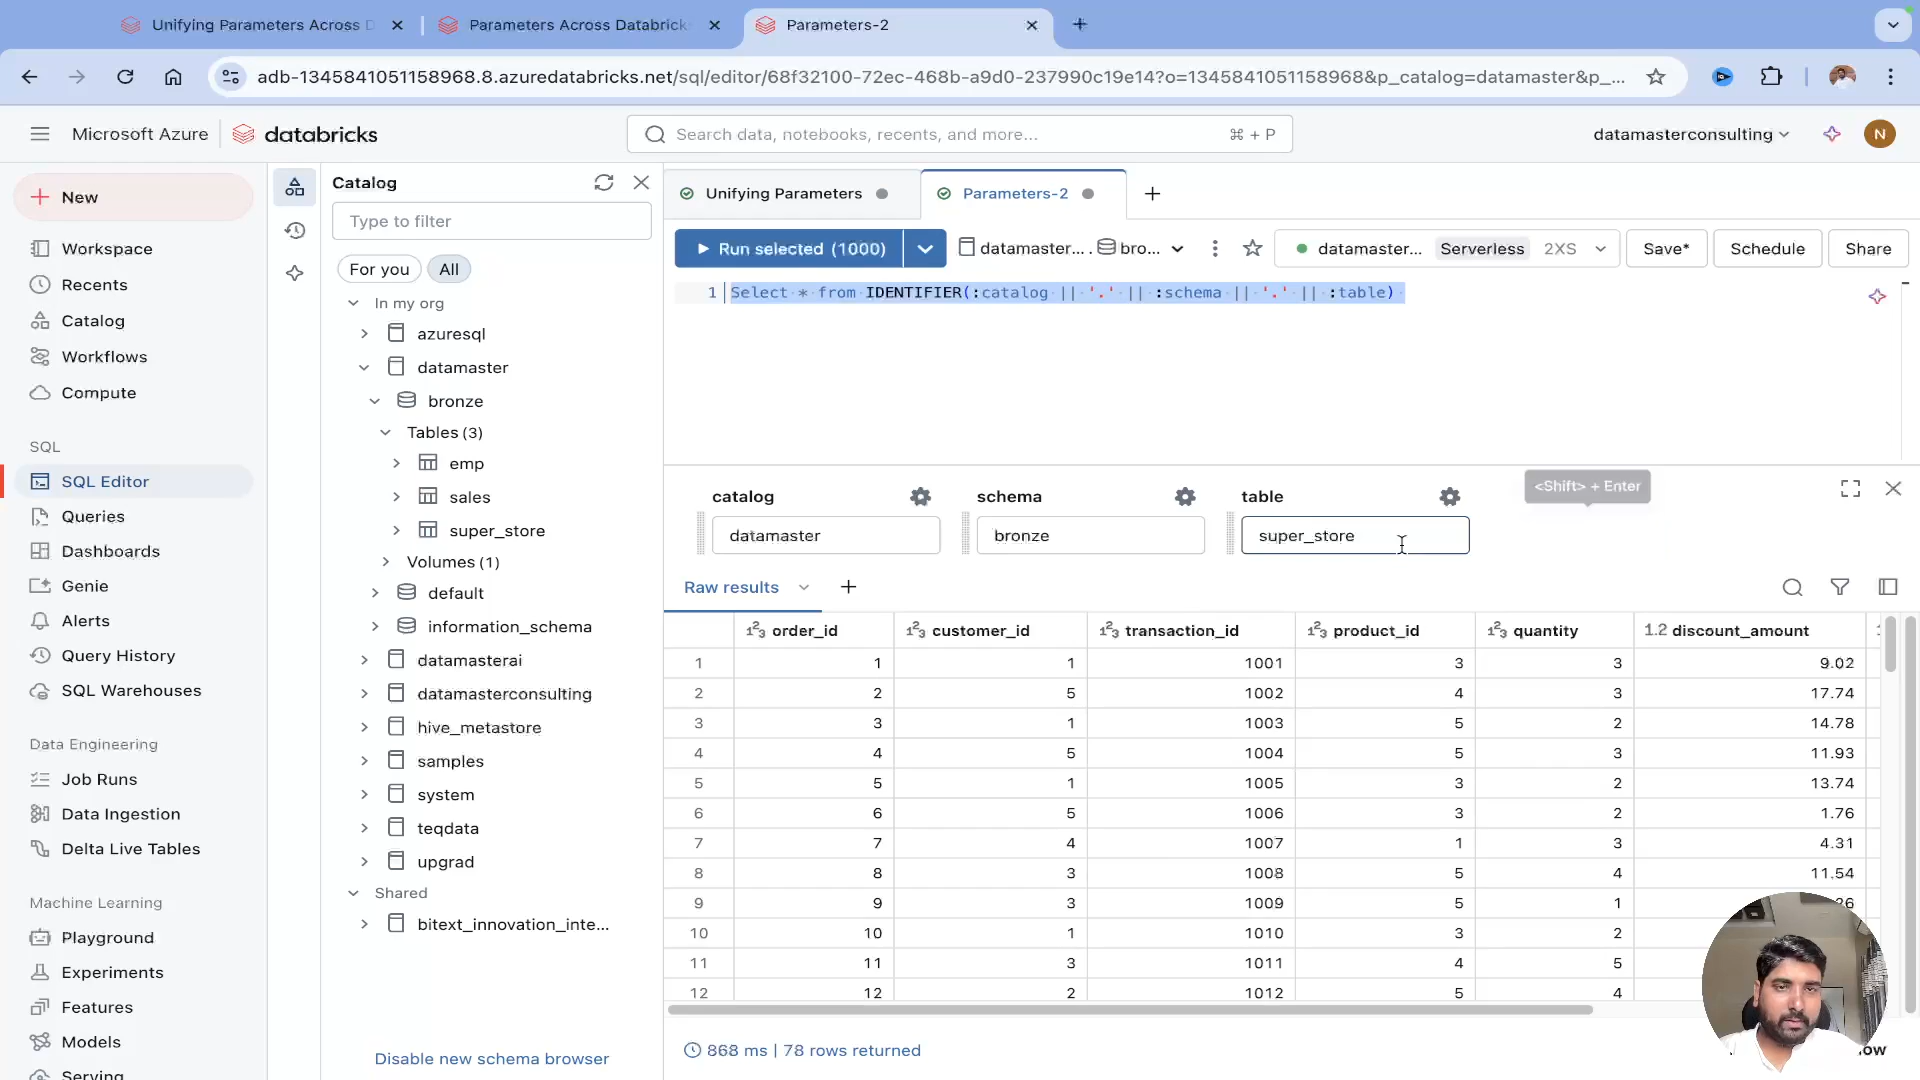 Unifying Parameters Across D
Parameters Across Databrick
Parameters-2
adb-1345841051158968.8.azuredatabricks.net/sql/editor/68f32100-72ec-468b-a9d0-237990c19e14?o=1345841051158968&p_catalog=datamaster&p_...
Microsoft Azure
databricks
Search data, notebooks, recents, and more...
⌘ + P
datamasterconsulting
N
New
Workspace
Recents
Catalog
Workflows
Compute
SQL
SQL Editor
Queries
Dashboards
Genie
Alerts
Query History
SQL Warehouses
Data Engineering
Job Runs
Data Ingestion
Delta Live Tables
Machine Learning
Playground
Experiments
Features
Models
Serving
Catalog
Type to filter
For you
All
In my org
azuresql
datamaster
bronze
Tables (3)
emp
sales
super_store
Volumes (1)
default
information_schema
datamasterai
datamasterconsulting
hive_metastore
samples
system
teqdata
upgrad
Shared
bitext_innovation_inte...
Disable new schema browser
Unifying Parameters
Parameters-2
Run selected (1000)
datamaster... . bro...
datamaster... Serverless 2XS
Save*
Schedule
Share
1 Select * from IDENTIFIER(:catalog || '.' || :schema || '.' || :table)
<Shift> + Enter
catalog schema table
datamaster bronze super_store
Raw results
order_id customer_id transaction_id product_id quantity 1.2 discount_amount
1 1 1 1001 3 3 9.02
2 2 5 1002 4 3 17.74
3 3 1 1003 5 2 14.78
4 4 5 1004 5 3 11.93
5 5 1 1005 3 2 13.74
6 6 5 1006 3 2 1.76
7 7 4 1007 1 3 4.31
8 8 3 1008 5 4 11.54
9 9 3 1009 5 1
10 10 1 1010 3 2
11 11 3 1011 4 5
12 12 2 1012 5 4
868 ms | 78 rows returned